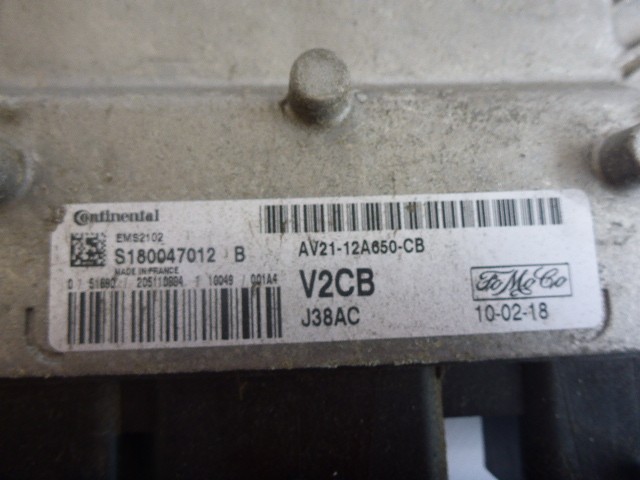 Continental
EMS2102
S180047012 B
MADE IN FRANCE
AV21-12A650-CB
V2CB
J38AC
FoMoCo
10-02-18